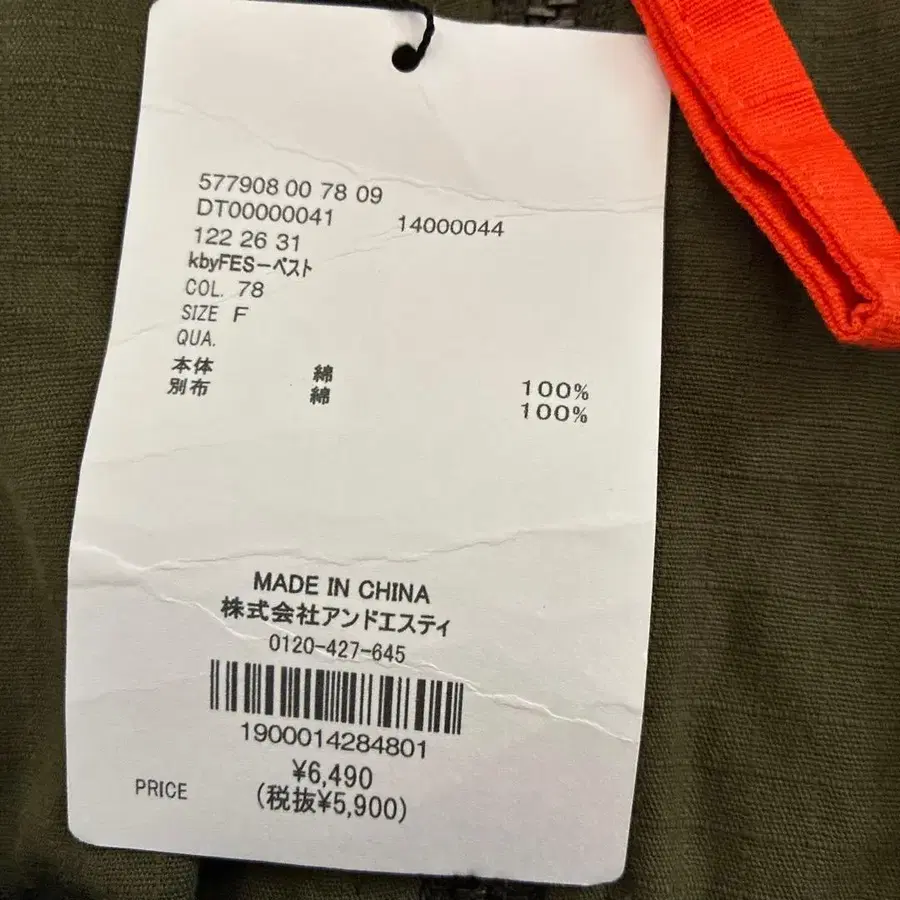 577908 00 78 09
DT00000041 14000044
122 26 31
kbyFESーベスト
COL. 78
SIZE F
QUA.
本体 綿 100%
別布 綿 100%
MADE IN CHINA
株式会社アンドエスティ
0120-427-645
1900014284801
PRICE ¥6,490
(税抜¥5,900)